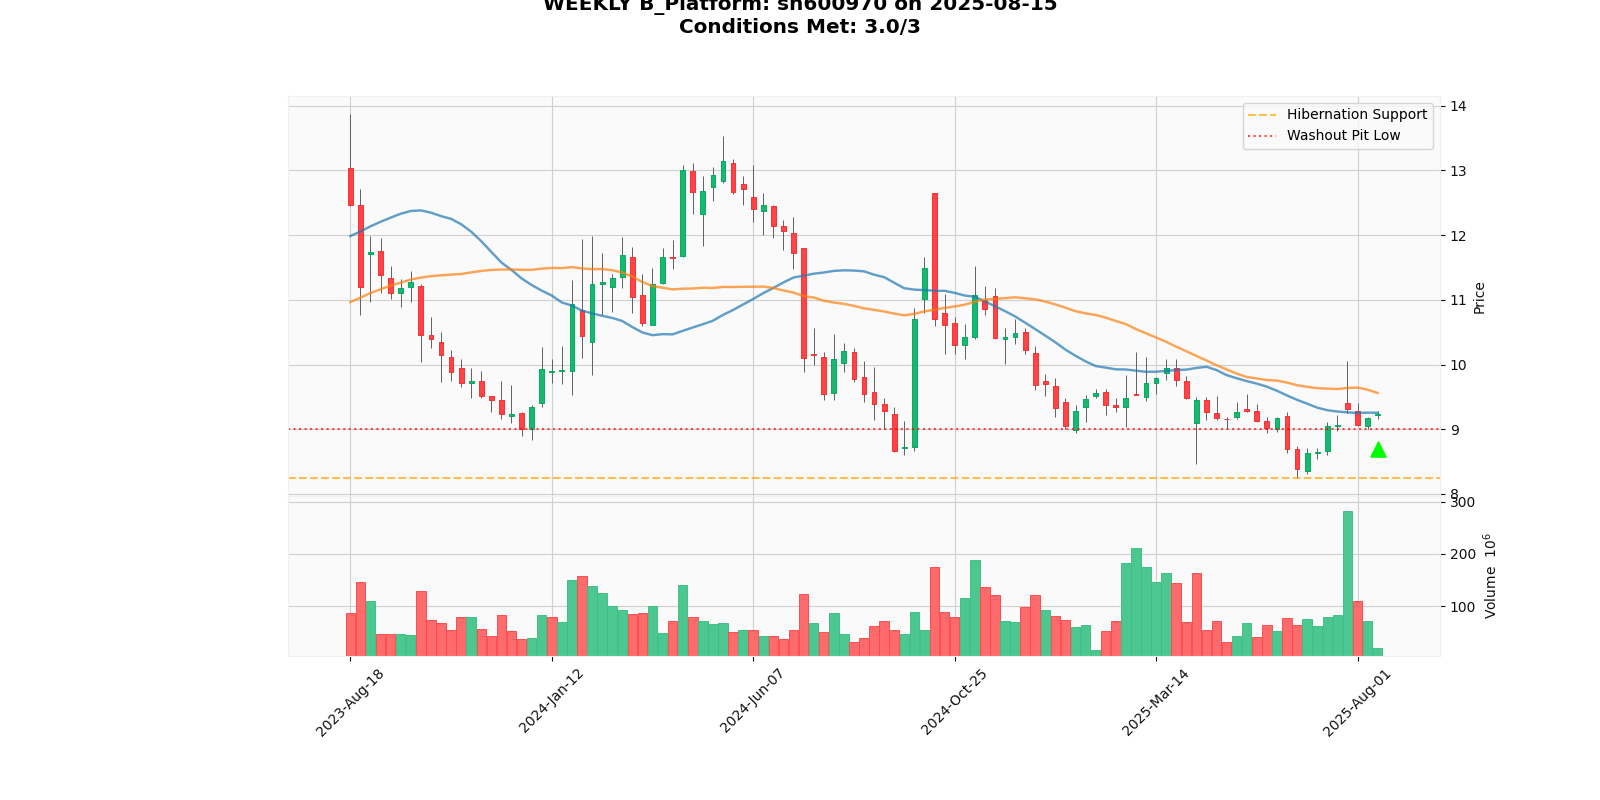 WEEKLY B_Platform: sh600970 on 2025-08-15
Conditions Met: 3.0/3
Hibernation Support
Washout Pit Low
14
13
12
11
10
9
8
Price
300
200
100
Volume 10^6
2023-Aug-18
2024-Jan-12
2024-Jun-07
2024-Oct-25
2025-Mar-14
2025-Aug-01